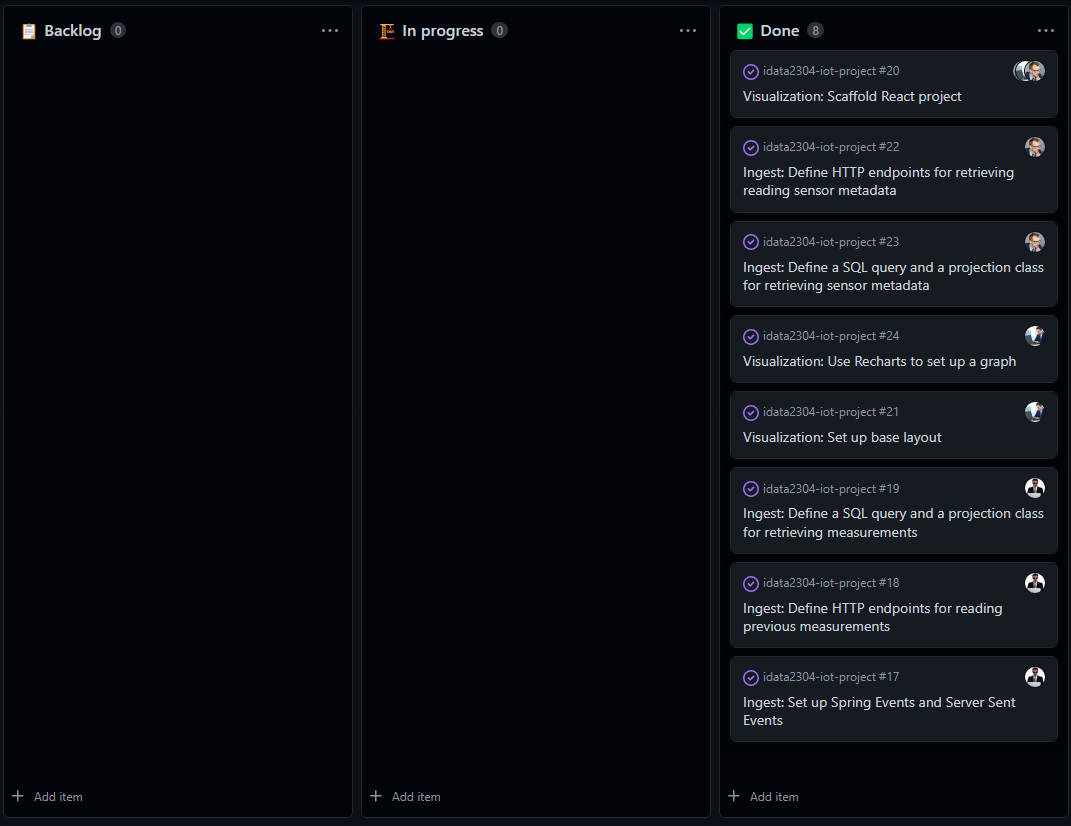 Backlog 0
In progress 0
Done 8
idata2304-iot-project #20
Visualization: Scaffold React project
idata2304-iot-project #22
Ingest: Define HTTP endpoints for retrieving
reading sensor metadata
idata2304-iot-project #23
Ingest: Define a SQL query and a projection class
for retrieving sensor metadata
idata2304-iot-project #24
Visualization: Use Recharts to set up a graph
idata2304-iot-project #21
Visualization: Set up base layout
idata2304-iot-project #19
Ingest: Define a SQL query and a projection class
for retrieving measurements
idata2304-iot-project #18
Ingest: Define HTTP endpoints for reading
previous measurements
idata2304-iot-project #17
Ingest: Set up Spring Events and Server Sent
Events
Add item
Add item
Add item